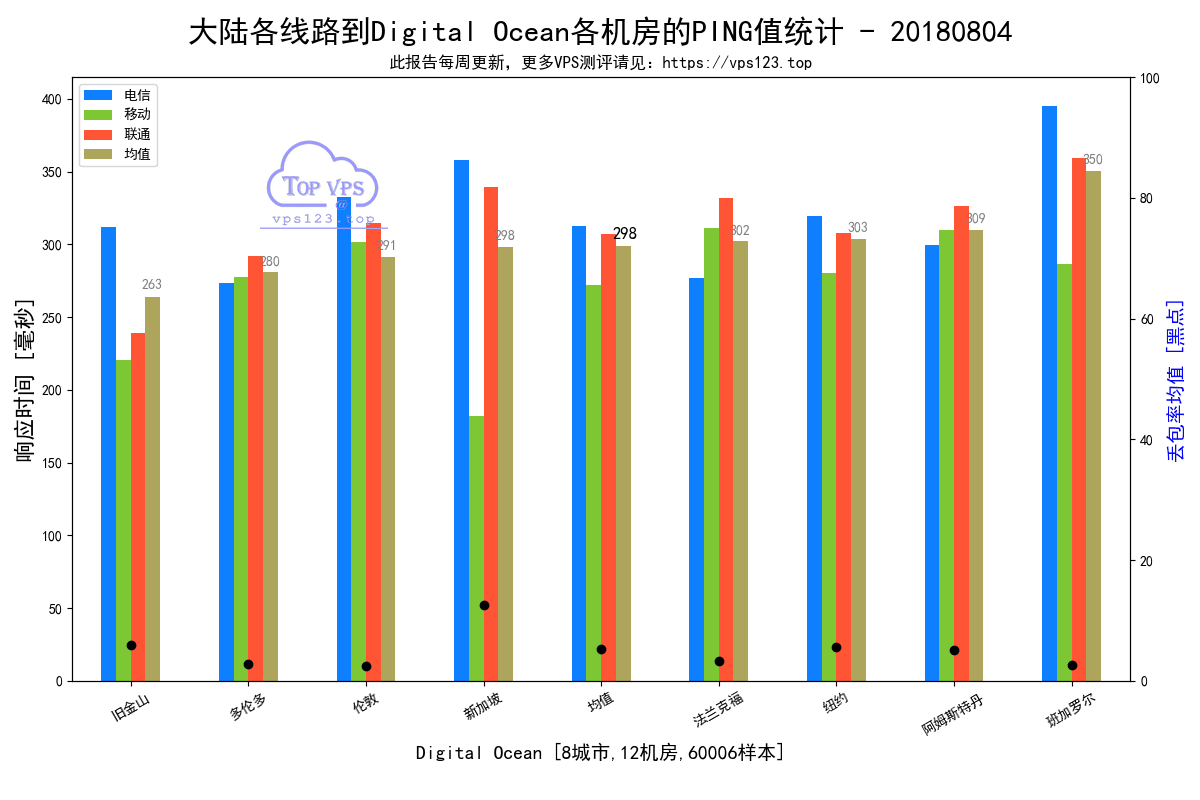 大陆各线路到Digital Ocean各机房的PING值统计 - 20180804
此报告每周更新，更多VPS测评请见：https://vps123.top
电信
移动
联通
均值
TOP VPS
@
vps123.top
响应时间 [毫秒]
400
350
300
250
200
150
100
50
0
263
280
291
298
298
302
303
309
350
100
80
60
40
20
0
丢包率均值 [黑点]
旧金山
多伦多
伦敦
新加坡
均值
法兰克福
纽约
阿姆斯特丹
班加罗尔
Digital Ocean [8城市,12机房,60006样本]